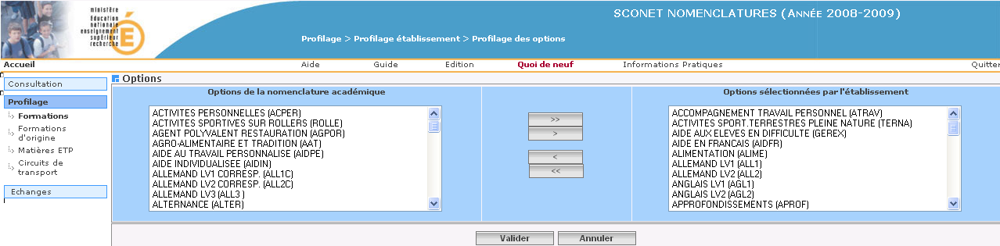 ministère
Éducation
nationale
enseignement
supérieur
recherche
SCONET NOMENCLATURES (ANNÉE 2008-2009)
Profilage > Profilage établissement > Profilage des options
Accueil Aide Guide Edition Quoi de neuf Informations Pratiques Quitter
Consultation
Profilage
Formations
Formations
d'origine
Matières ETP
Circuits de
transport
Echanges
Options
Options de la nomenclature académique
ACTIVITES PERSONNELLES (ACPER)
ACTIVITES SPORTIVES SUR ROLLERS (ROLLE)
AGENT POLYVALENT RESTAURATION (AGPOR)
AGRO-ALIMENTAIRE ET TRADITION (AAT)
AIDE AU TRAVAIL PERSONNALISE (AIDPE)
AIDE INDIVIDUALISEE (AIDIN)
ALLEMAND LV1 CORRESP. (ALL1C)
ALLEMAND LV2 CORRESP. (ALL2C)
ALLEMAND LV3 (ALL3 )
ALTERNANCE (ALTER)
>>
>
<
<<
Options sélectionnées par l'établissement
ACCOMPAGNEMENT TRAVAIL PERSONNEL (ATRAV)
ACTIVITES SPORT.TERRESTRES PLEINE NATURE (TERNA)
AIDE AUX ELEVES EN DIFFICULTE (GEREX)
AIDE EN FRANCAIS (AIDFR)
ALIMENTATION (ALIME)
ALLEMAND LV1 (ALL1)
ALLEMAND LV2 (ALL2)
ANGLAIS LV1 (AGL1)
ANGLAIS LV2 (AGL2)
APPROFONDISSEMENTS (APROF)
Valider Annuler